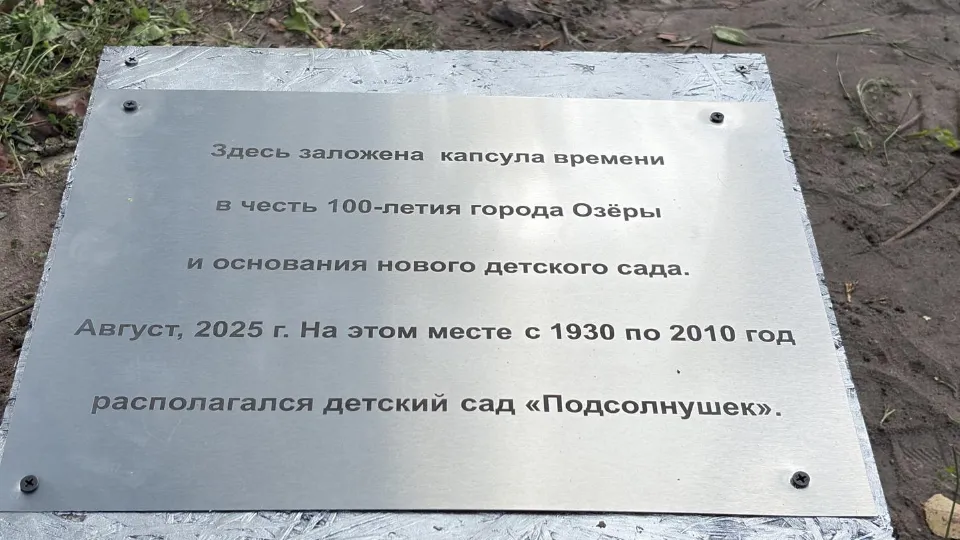 Здесь заложена капсула времени
в честь 100-летия города Озёры
и основания нового детского сада.
Август, 2025 г. На этом месте с 1930 по 2010 год
располагался детский сад «Подсолнушек».